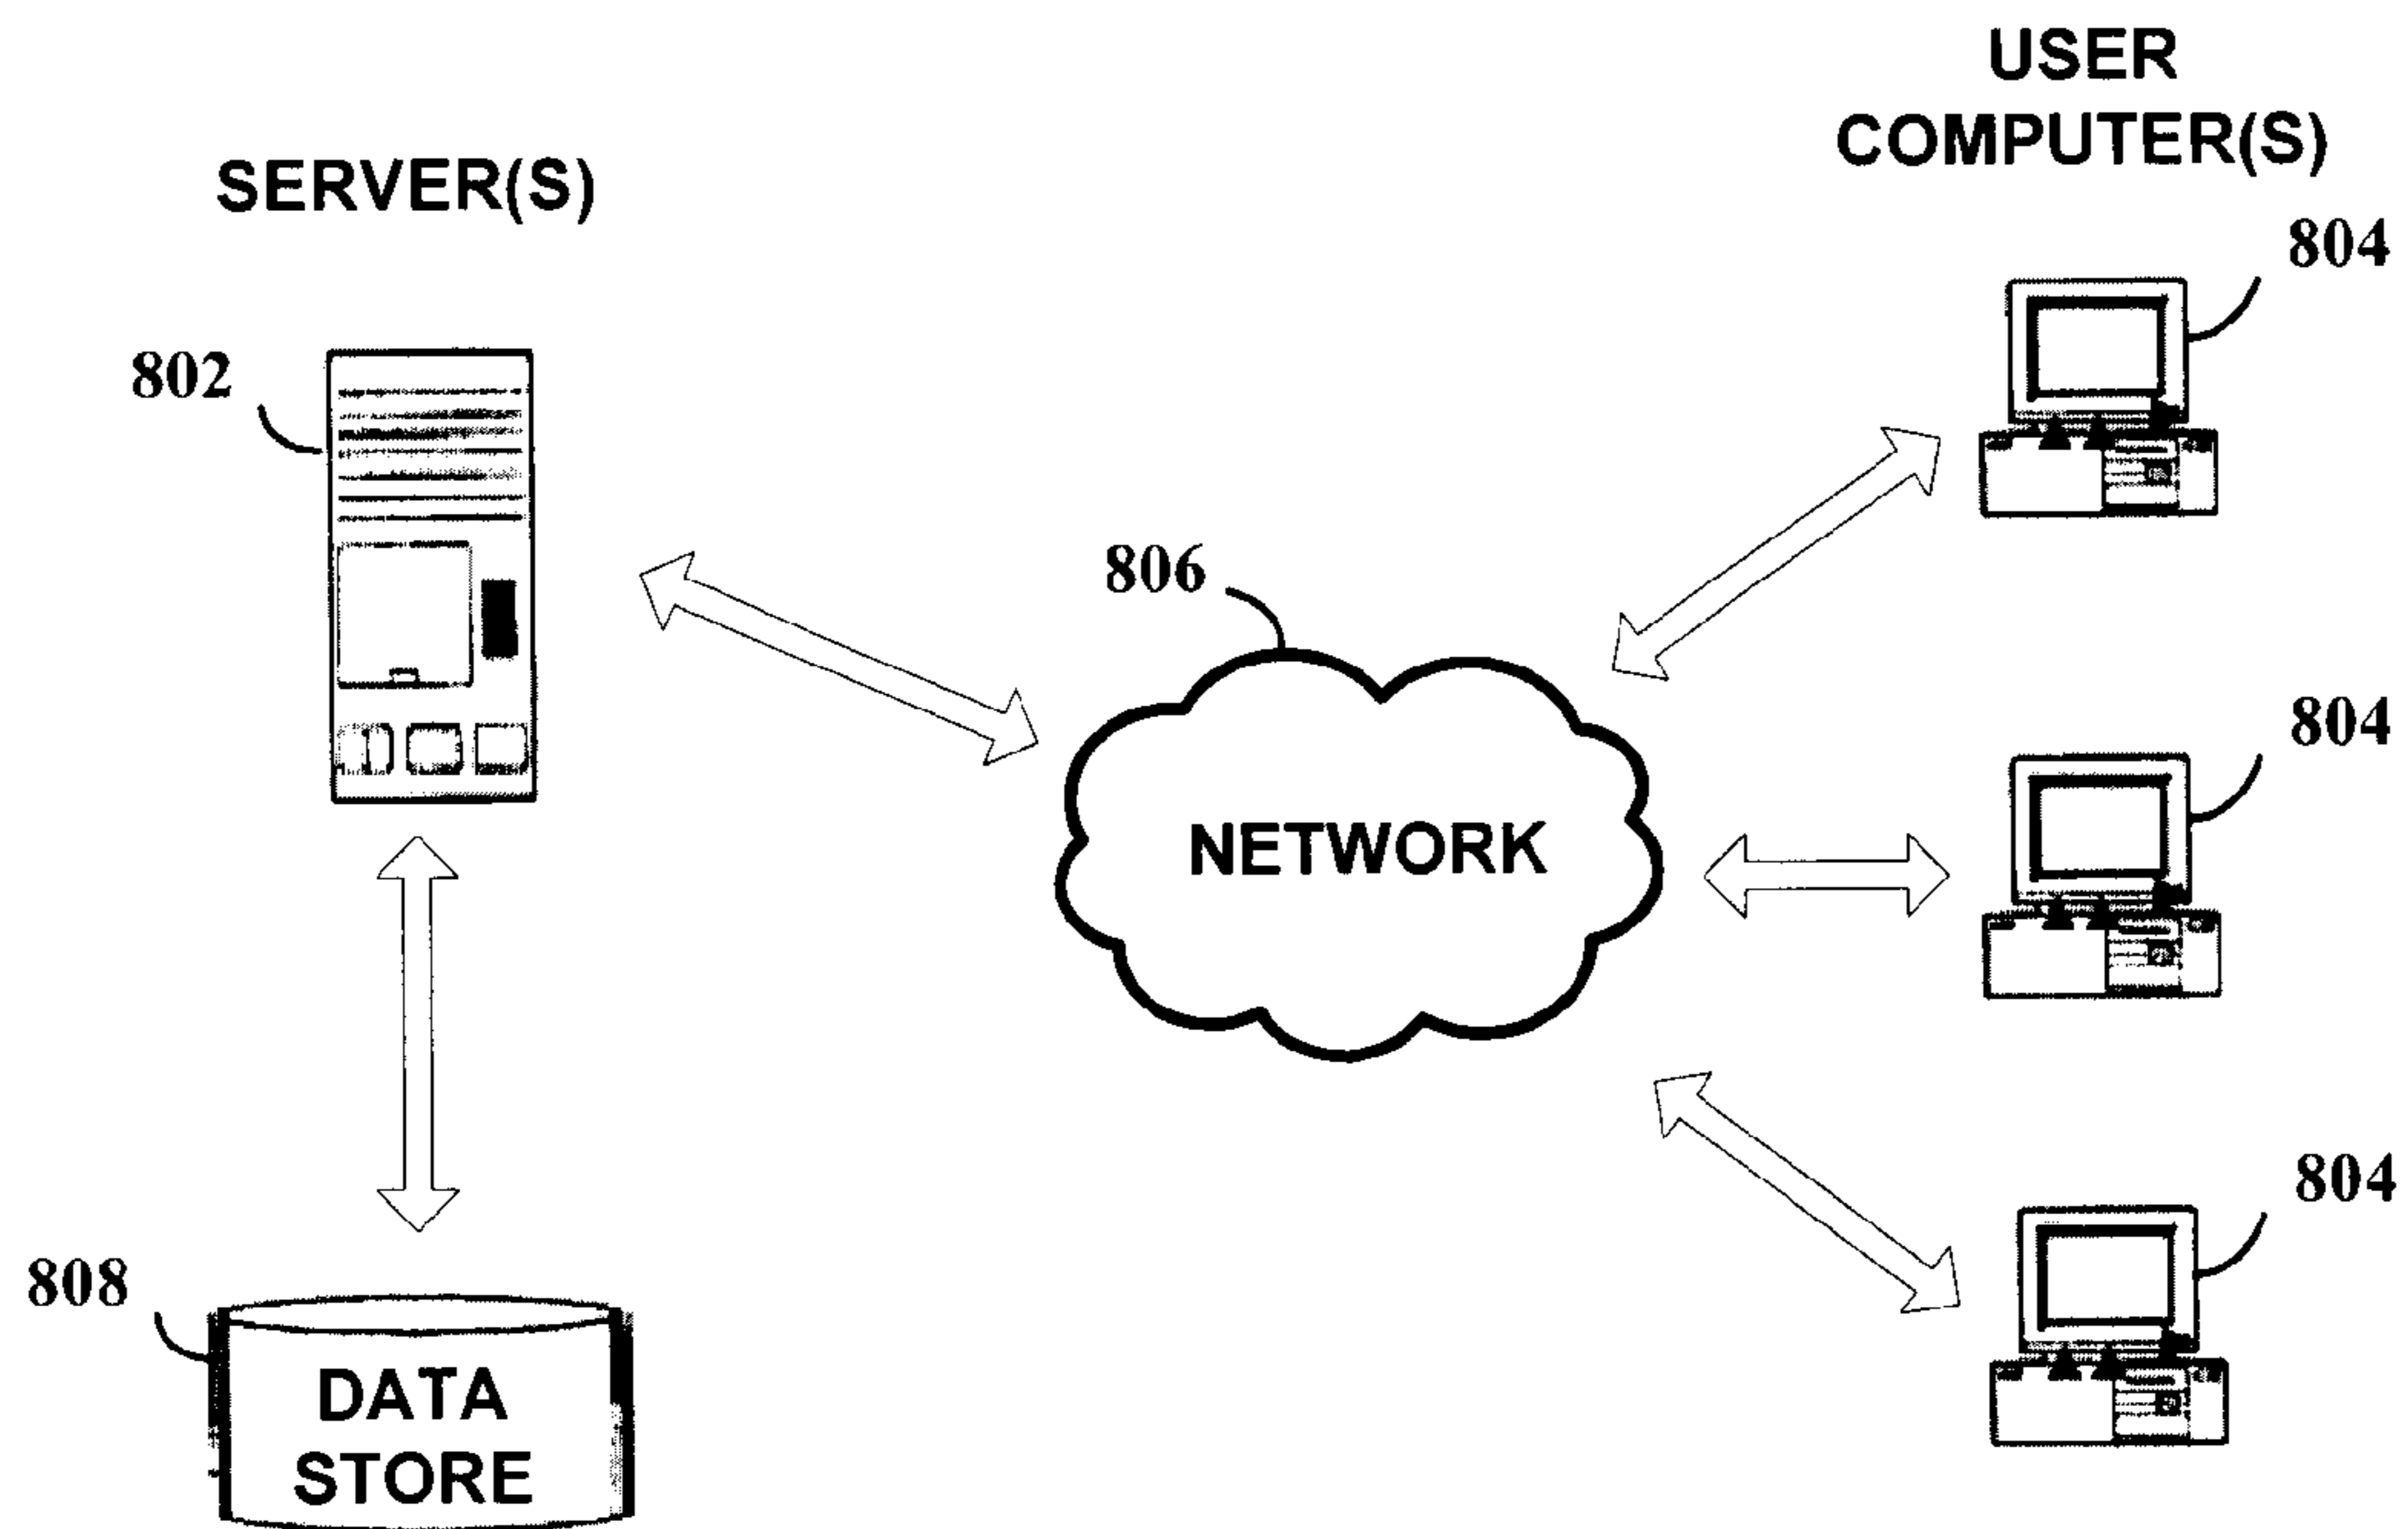 USER
COMPUTER(S)
SERVER(S)
804
802
806
804
NETWORK
804
808
DATA
STORE